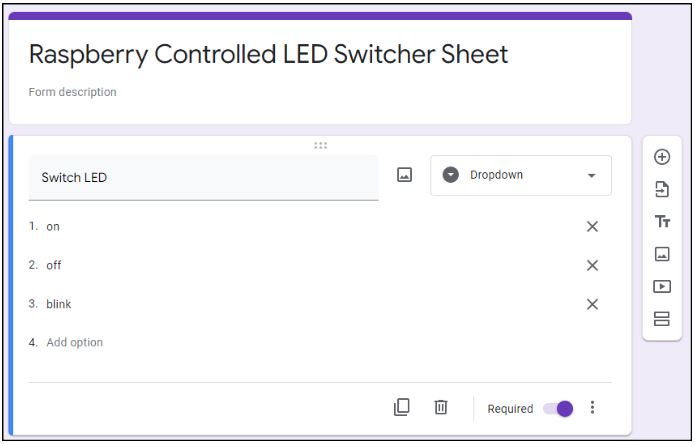 Raspberry Controlled LED Switcher Sheet
Form description
Switch LED
Dropdown
1. on
2. off
3. blink
4. Add option
Required
Tт